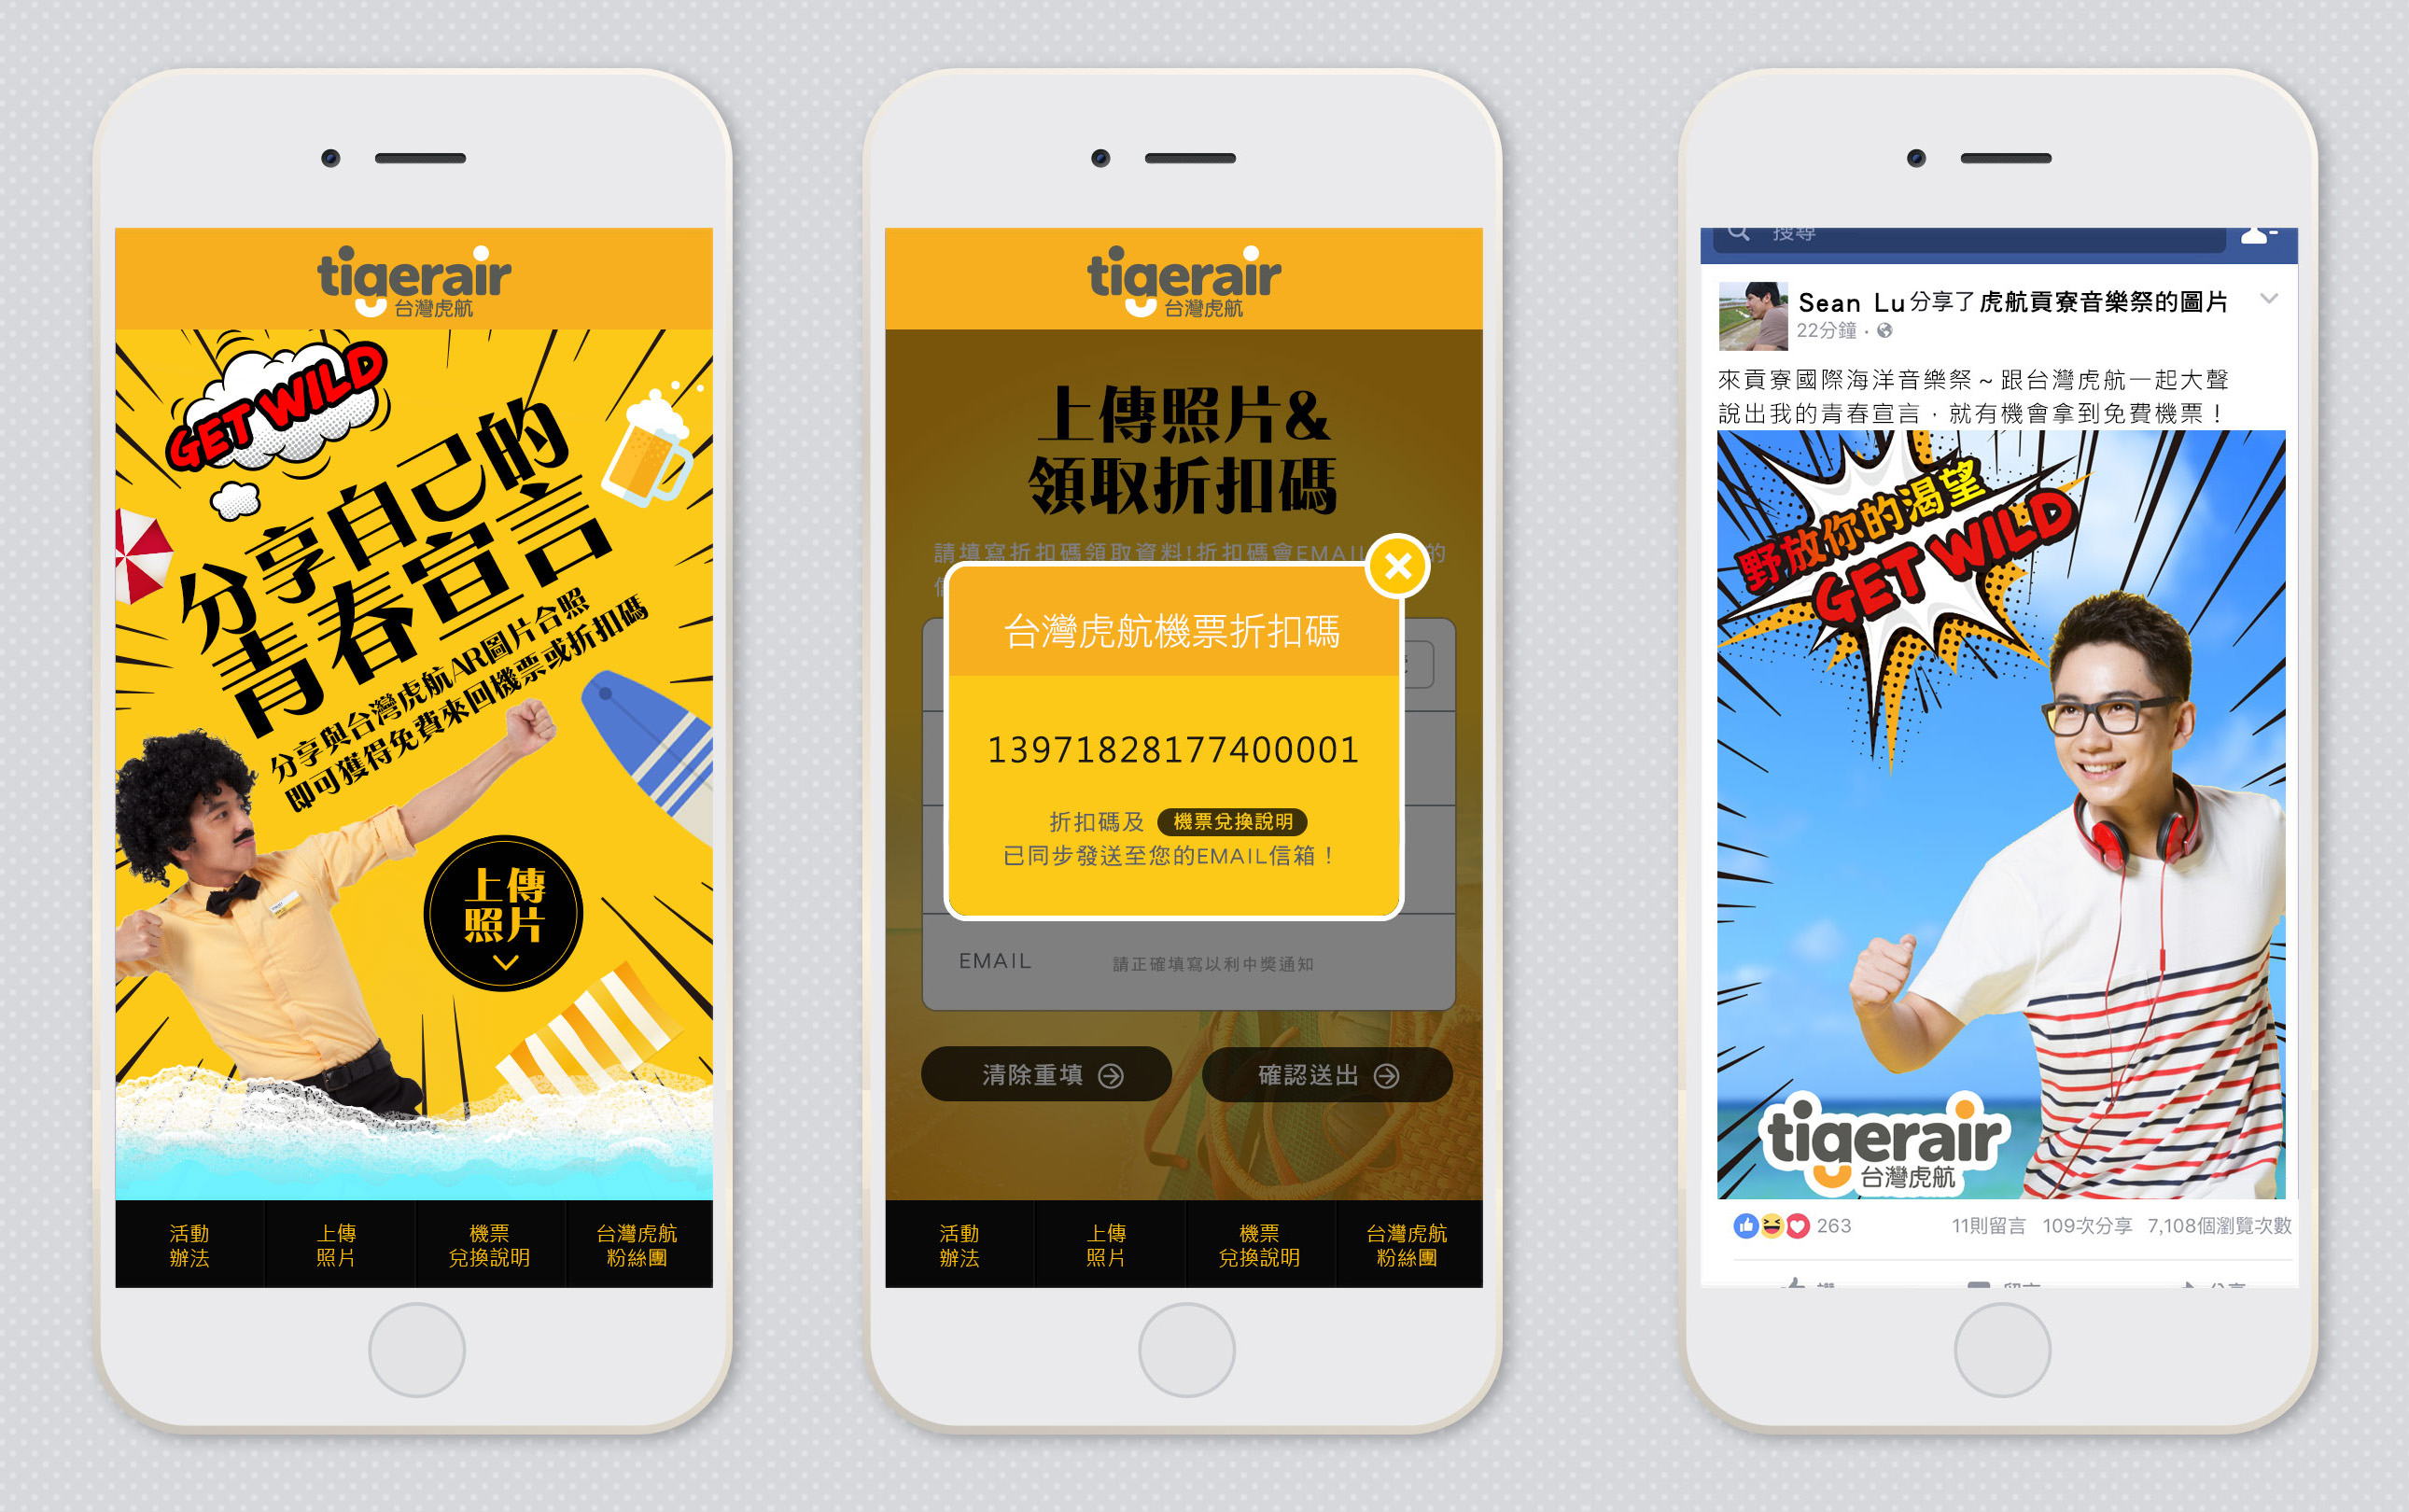 tigerair
台灣虎航
GET WILD
分享自己的
青春宣言
分享與台灣虎航AR圖片合照
即可獲得免費來回機票或折扣碼
上傳
照片
活動
辦法
上傳
照片
機票
兌換說明
台灣虎航
粉絲團
tigerair
台灣虎航
上傳照片&
領取折扣碼
請填寫折扣碼領取資料!折扣碼會EMAIL
的
台灣虎航機票折扣碼
13971828177400001
折扣碼及 機票兌換說明
已同步發送至您的EMAIL信箱！
EMAIL 請正確填寫以利中獎通知
清除重填
確認送出
活動
辦法
上傳
照片
機票
兌換說明
台灣虎航
粉絲團
搜尋
Sean Lu分享了虎航貢寮音樂祭的圖片
22分鐘 ·
來貢寮國際海洋音樂祭～跟台灣虎航一起大聲
說出我的青春宣言，就有機會拿到免費機票！
野放你的渴望
GET WILD
tigerair
台灣虎航
263 11則留言 109次分享 7,108個瀏覽次數
讚 留言 分享